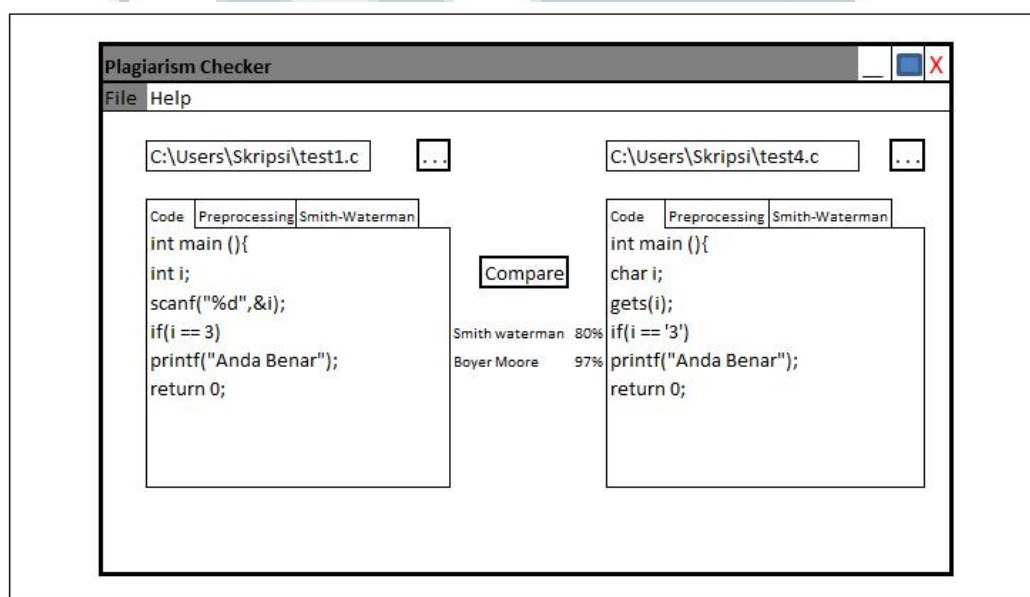 Plagiarism Checker __ X
File Help
C:\Users\Skripsi\test1.c ...
C:\Users\Skripsi\test4.c ...
Code Preprocessing Smith-Waterman
int main (){
int i;
scanf("%d",&i);
if(i == 3)
printf("Anda Benar");
return 0;
Compare
Smith waterman 80%
Boyer Moore 97%
Code Preprocessing Smith-Waterman
int main (){
char i;
gets(i);
if(i == '3')
printf("Anda Benar");
return 0;